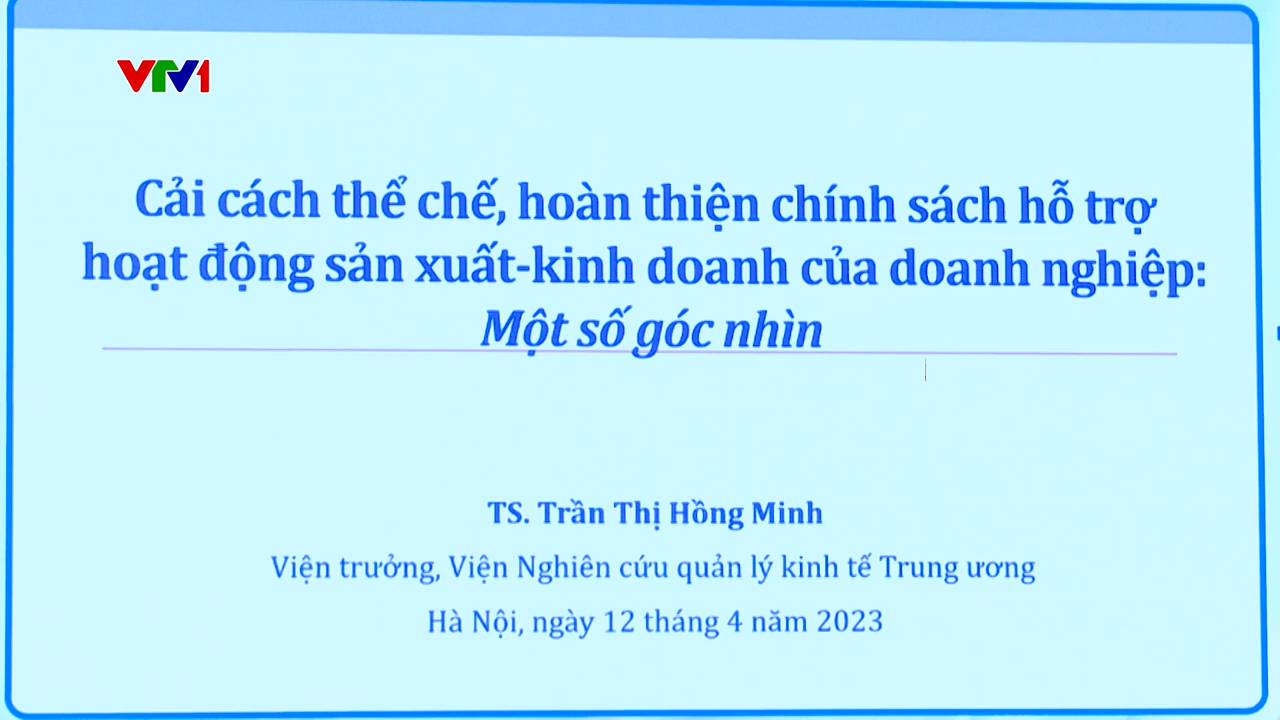 VTV1
Cải cách thể chế, hoàn thiện chính sách hỗ trợ
hoạt động sản xuất-kinh doanh của doanh nghiệp:
Một số góc nhìn
TS. Trần Thị Hồng Minh
Viện trưởng, Viện Nghiên cứu quản lý kinh tế Trung ương
Hà Nội, ngày 12 tháng 4 năm 2023